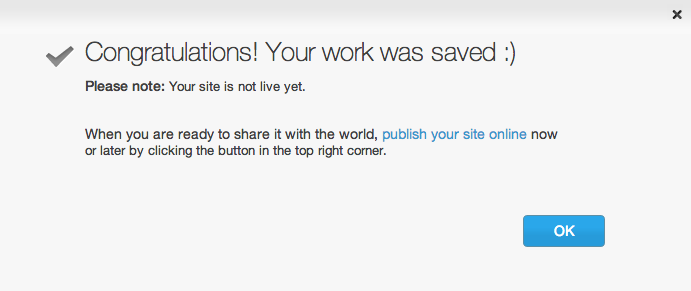 Congratulations! Your work was saved :)
Please note: Your site is not live yet.
When you are ready to share it with the world, publish your site online now
or later by clicking the button in the top right corner.
OK